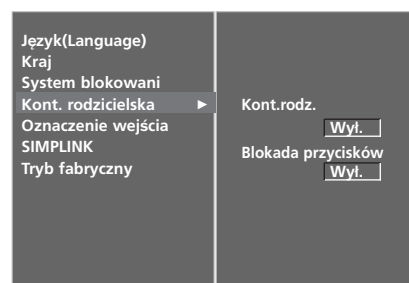 Język(Language)
Kraj
System blokowani
Kont. rodzicielska ►
Oznaczenie wejścia
SIMPLINK
Tryb fabryczny
Kont.rodz.
Wył.
Blokada przycisków
Wył.